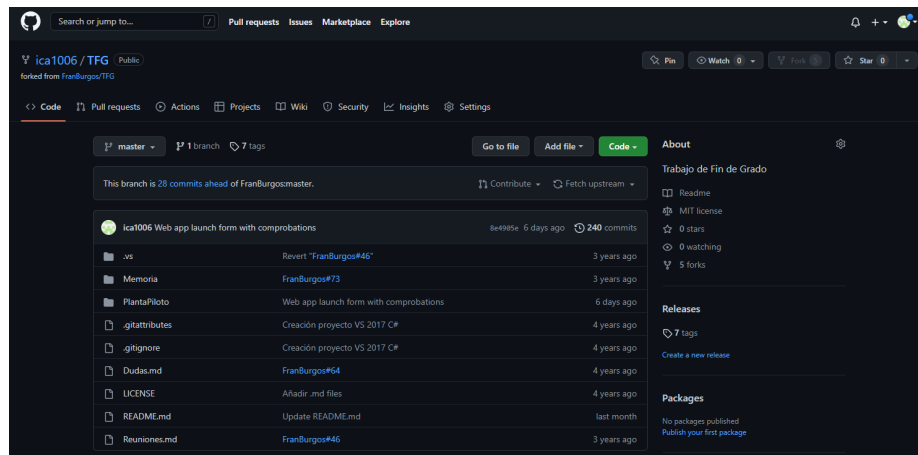 Search or jump to... / Pull requests Issues Marketplace Explore
ica1006 / TFG Public Pin Watch 0 Fork 5 Star 0
forked from FranBurgos/TFG
Code Pull requests Actions Projects Wiki Security Insights Settings
master 1 branch 7 tags Go to file Add file Code
This branch is 28 commits ahead of FranBurgos:master. Contribute Fetch upstream
ica1006 Web app launch form with comprobations 8e4985e 6 days ago 240 commits
.vs Revert "FranBurgos#46" 3 years ago
Memoria FranBurgos#73 3 years ago
PlantaPiloto Web app launch form with comprobations 6 days ago
.gitattributes Creación proyecto VS 2017 C# 4 years ago
.gitignore Creación proyecto VS 2017 C# 4 years ago
Dudas.md FranBurgos#64 4 years ago
LICENSE Añadir .md files 4 years ago
README.md Update README.md last month
Reuniones.md FranBurgos#46 3 years ago
About
Trabajo de Fin de Grado
Readme
MIT license
0 stars
0 watching
5 forks
Releases
7 tags
Create a new release
Packages
No packages published
Publish your first package